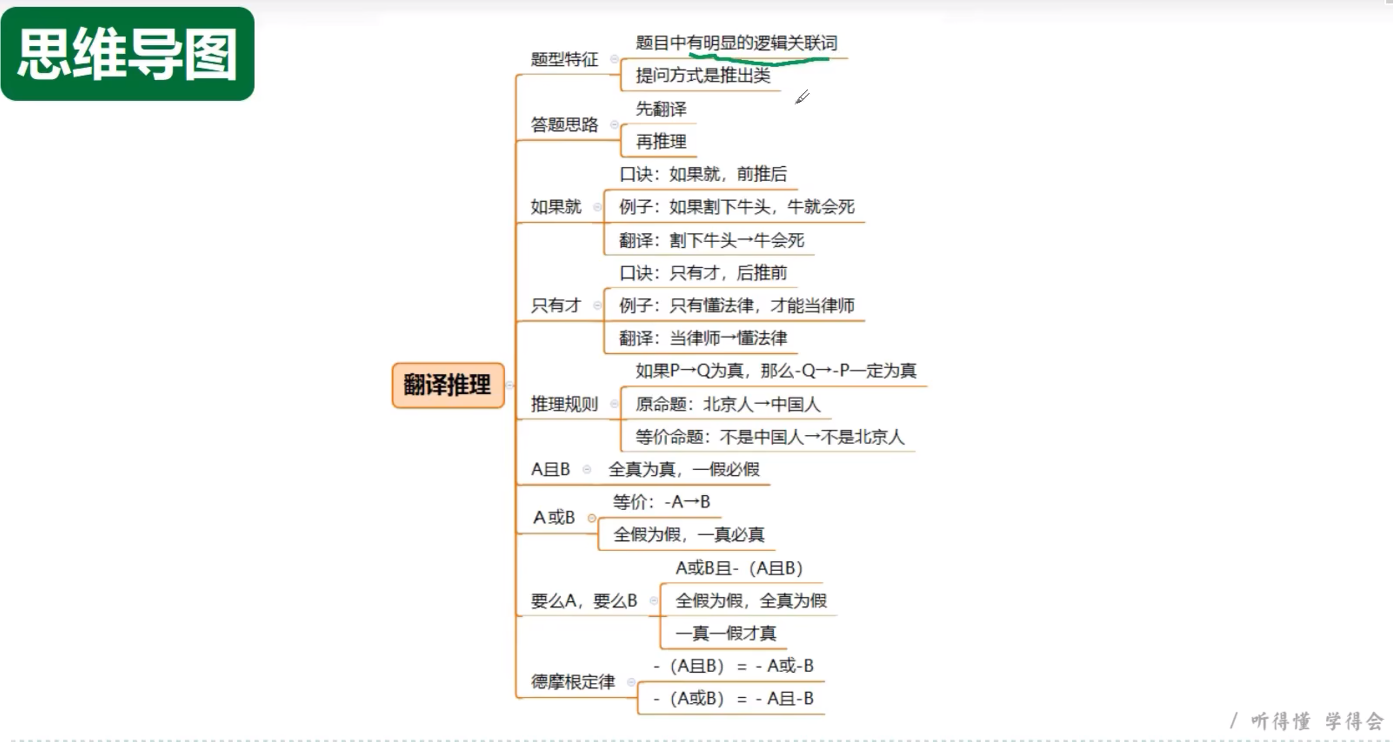 思维导图
翻译推理
题型特征
题目中有明显的逻辑关联词
提问方式是推出类
答题思路
先翻译
再推理
如果就
口诀：如果就，前推后
例子：如果割下牛头，牛就会死
翻译：割下牛头→牛会死
只有才
口诀：只有才，后推前
例子：只有懂法律，才能当律师
翻译：当律师→懂法律
推理规则
如果P→Q为真，那么-Q→-P一定为真
原命题：北京人→中国人
等价命题：不是中国人→不是北京人
A且B
全真为真，一假必假
A或B
等价：-A→B
全假为假，一真必真
要么A，要么B
A或B且-（A且B）
全假为假，全真为假
一真一假才真
德摩根定律
-（A且B）= - A或-B
-（A或B）= - A且-B
/ 听得懂 学得会